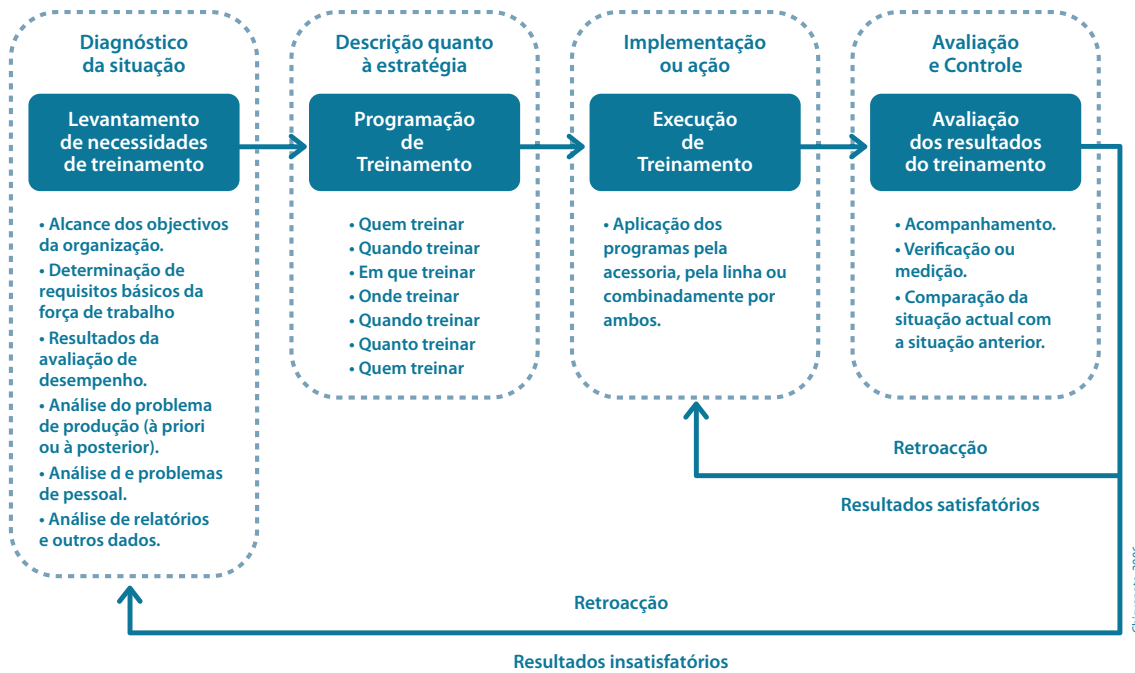 Diagnóstico
da situação
Levantamento
de necessidades
de treinamento
• Alcance dos objectivos
da organização.
• Determinação de
requisitos básicos da
força de trabalho
• Resultados da
avaliação de
desempenho.
• Análise do problema
de produção (à priori
ou à posterior).
• Análise d e problemas
de pessoal.
• Análise de relatórios
e outros dados.
Descrição quanto
à estratégia
Programação
de
Treinamento
• Quem treinar
• Quando treinar
• Em que treinar
• Onde treinar
• Quando treinar
• Quanto treinar
• Quem treinar
Implementação
ou ação
Execução
de
Treinamento
• Aplicação dos
programas pela
acessoria, pela linha ou
combinadamente por
ambos.
Avaliação
e Controle
Avaliação
dos resultados
do treinamento
• Acompanhamento.
• Verificação ou
medição.
• Comparação da
situação actual com
a situação anterior.
Retroacção
Resultados satisfatórios
Retroacção
Resultados insatisfatórios